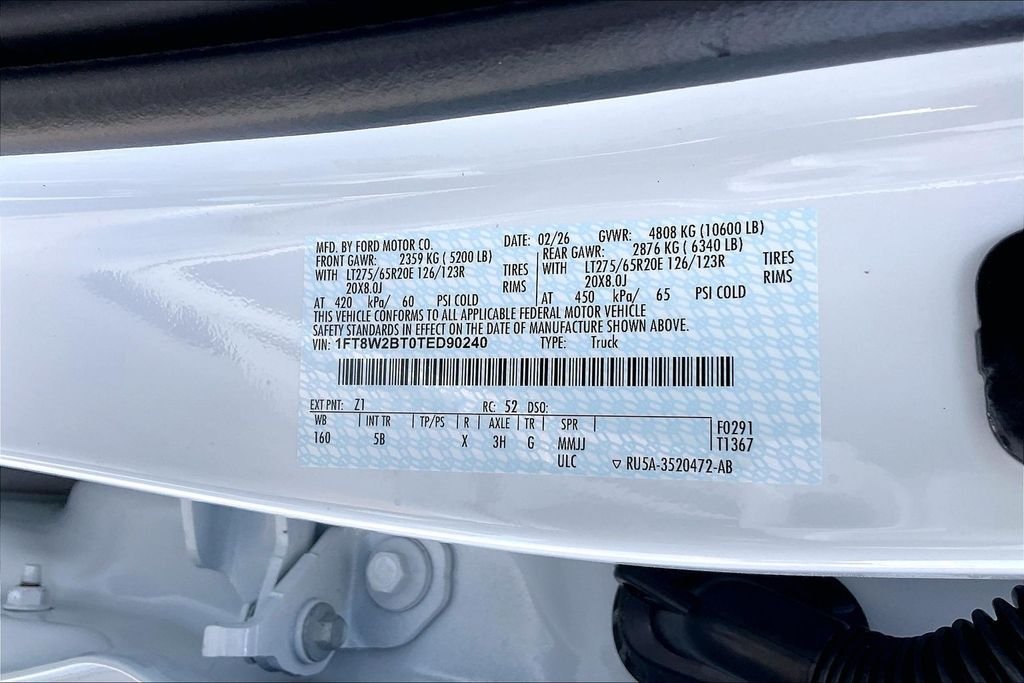 MFD. BY FORD MOTOR CO. DATE: 02/26 GVWR: 4808 KG (10600 LB)
FRONT GAWR: 2359 KG ( 5200 LB) REAR GAWR: 2876 KG ( 6340 LB)
WITH LT275/65R20E 126/123R TIRES WITH LT275/65R20E 126/123R TIRES
20X8.0J RIMS 20X8.0J RIMS
AT 420 kPa/ 60 PSI COLD AT 450 kPa/ 65 PSI COLD
THIS VEHICLE CONFORMS TO ALL APPLICABLE FEDERAL MOTOR VEHICLE
SAFETY STANDARDS IN EFFECT ON THE DATE OF MANUFACTURE SHOWN ABOVE.
VIN: 1FT8W2BT0TED90240 TYPE: Truck
EXT PNT: Z1 RC: 52 DSO:
WB INT TR TP/PS R AXLE TR SPR F0291
160 5B X 3H G MMJJ T1367
ULC ▽ RU5A-3520472-AB